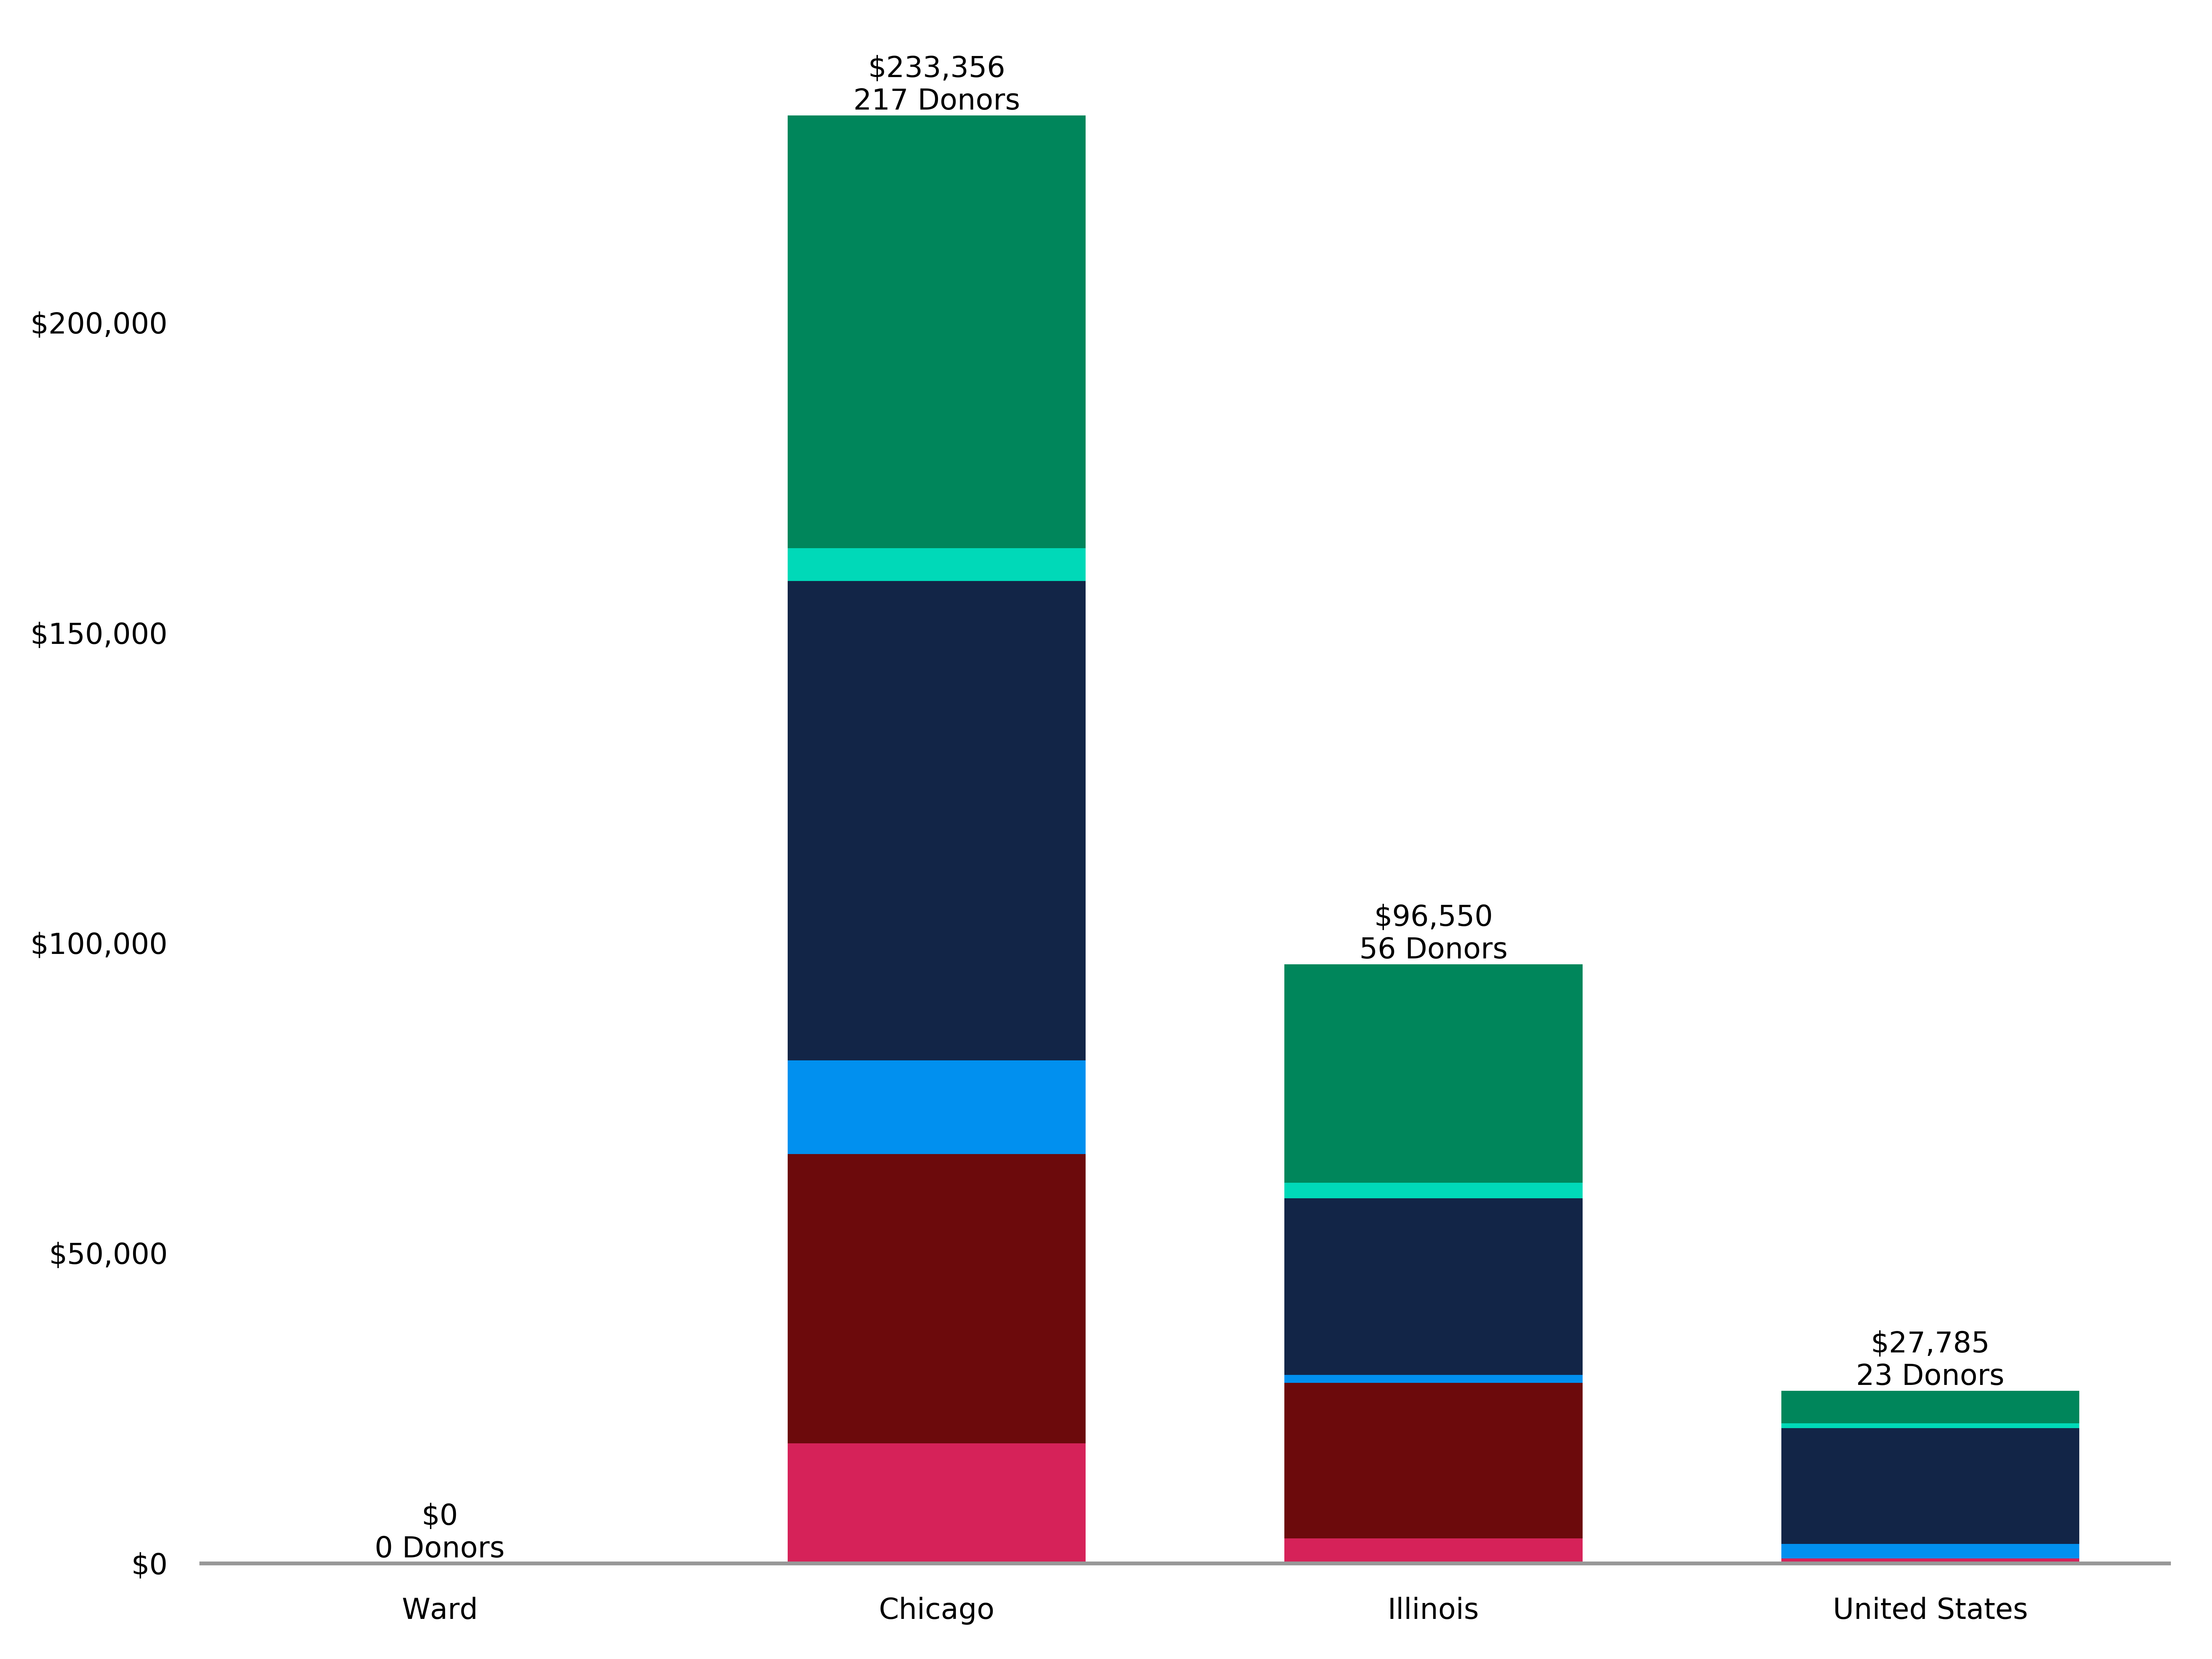 $233,356
217 Donors
$200,000
$150,000
$100,000
$96,550
56 Donors
$50,000
$27,785
23 Donors
$0
0 Donors
$0
Ward
Chicago
Illinois
United States